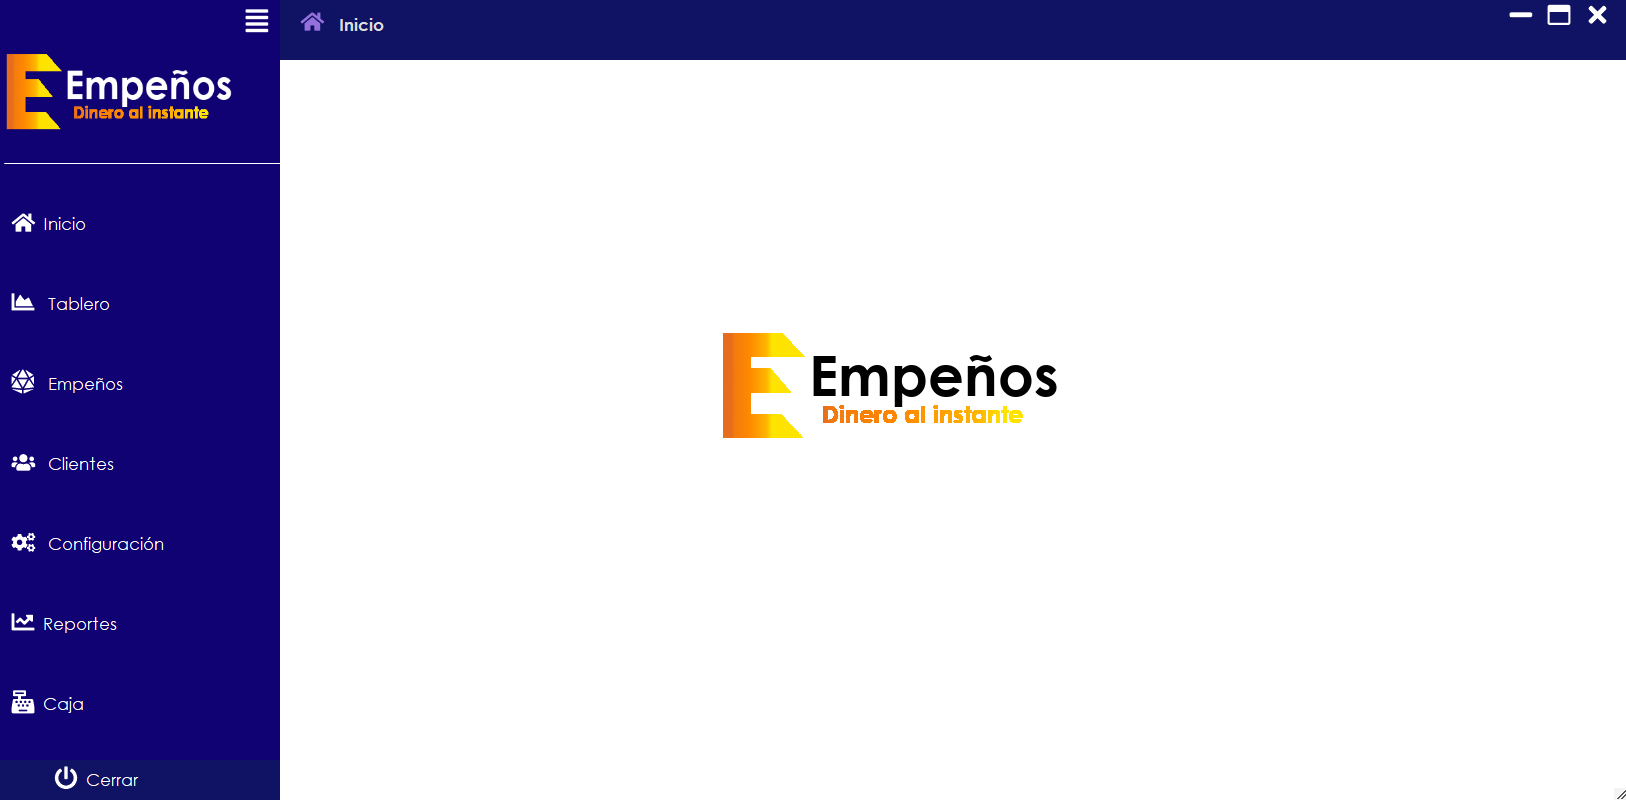 Empeños
Dinero al instante
Inicio
Tablero
Empeños
Clientes
Configuración
Reportes
Caja
Cerrar
Inicio
Empeños
Dinero al instante